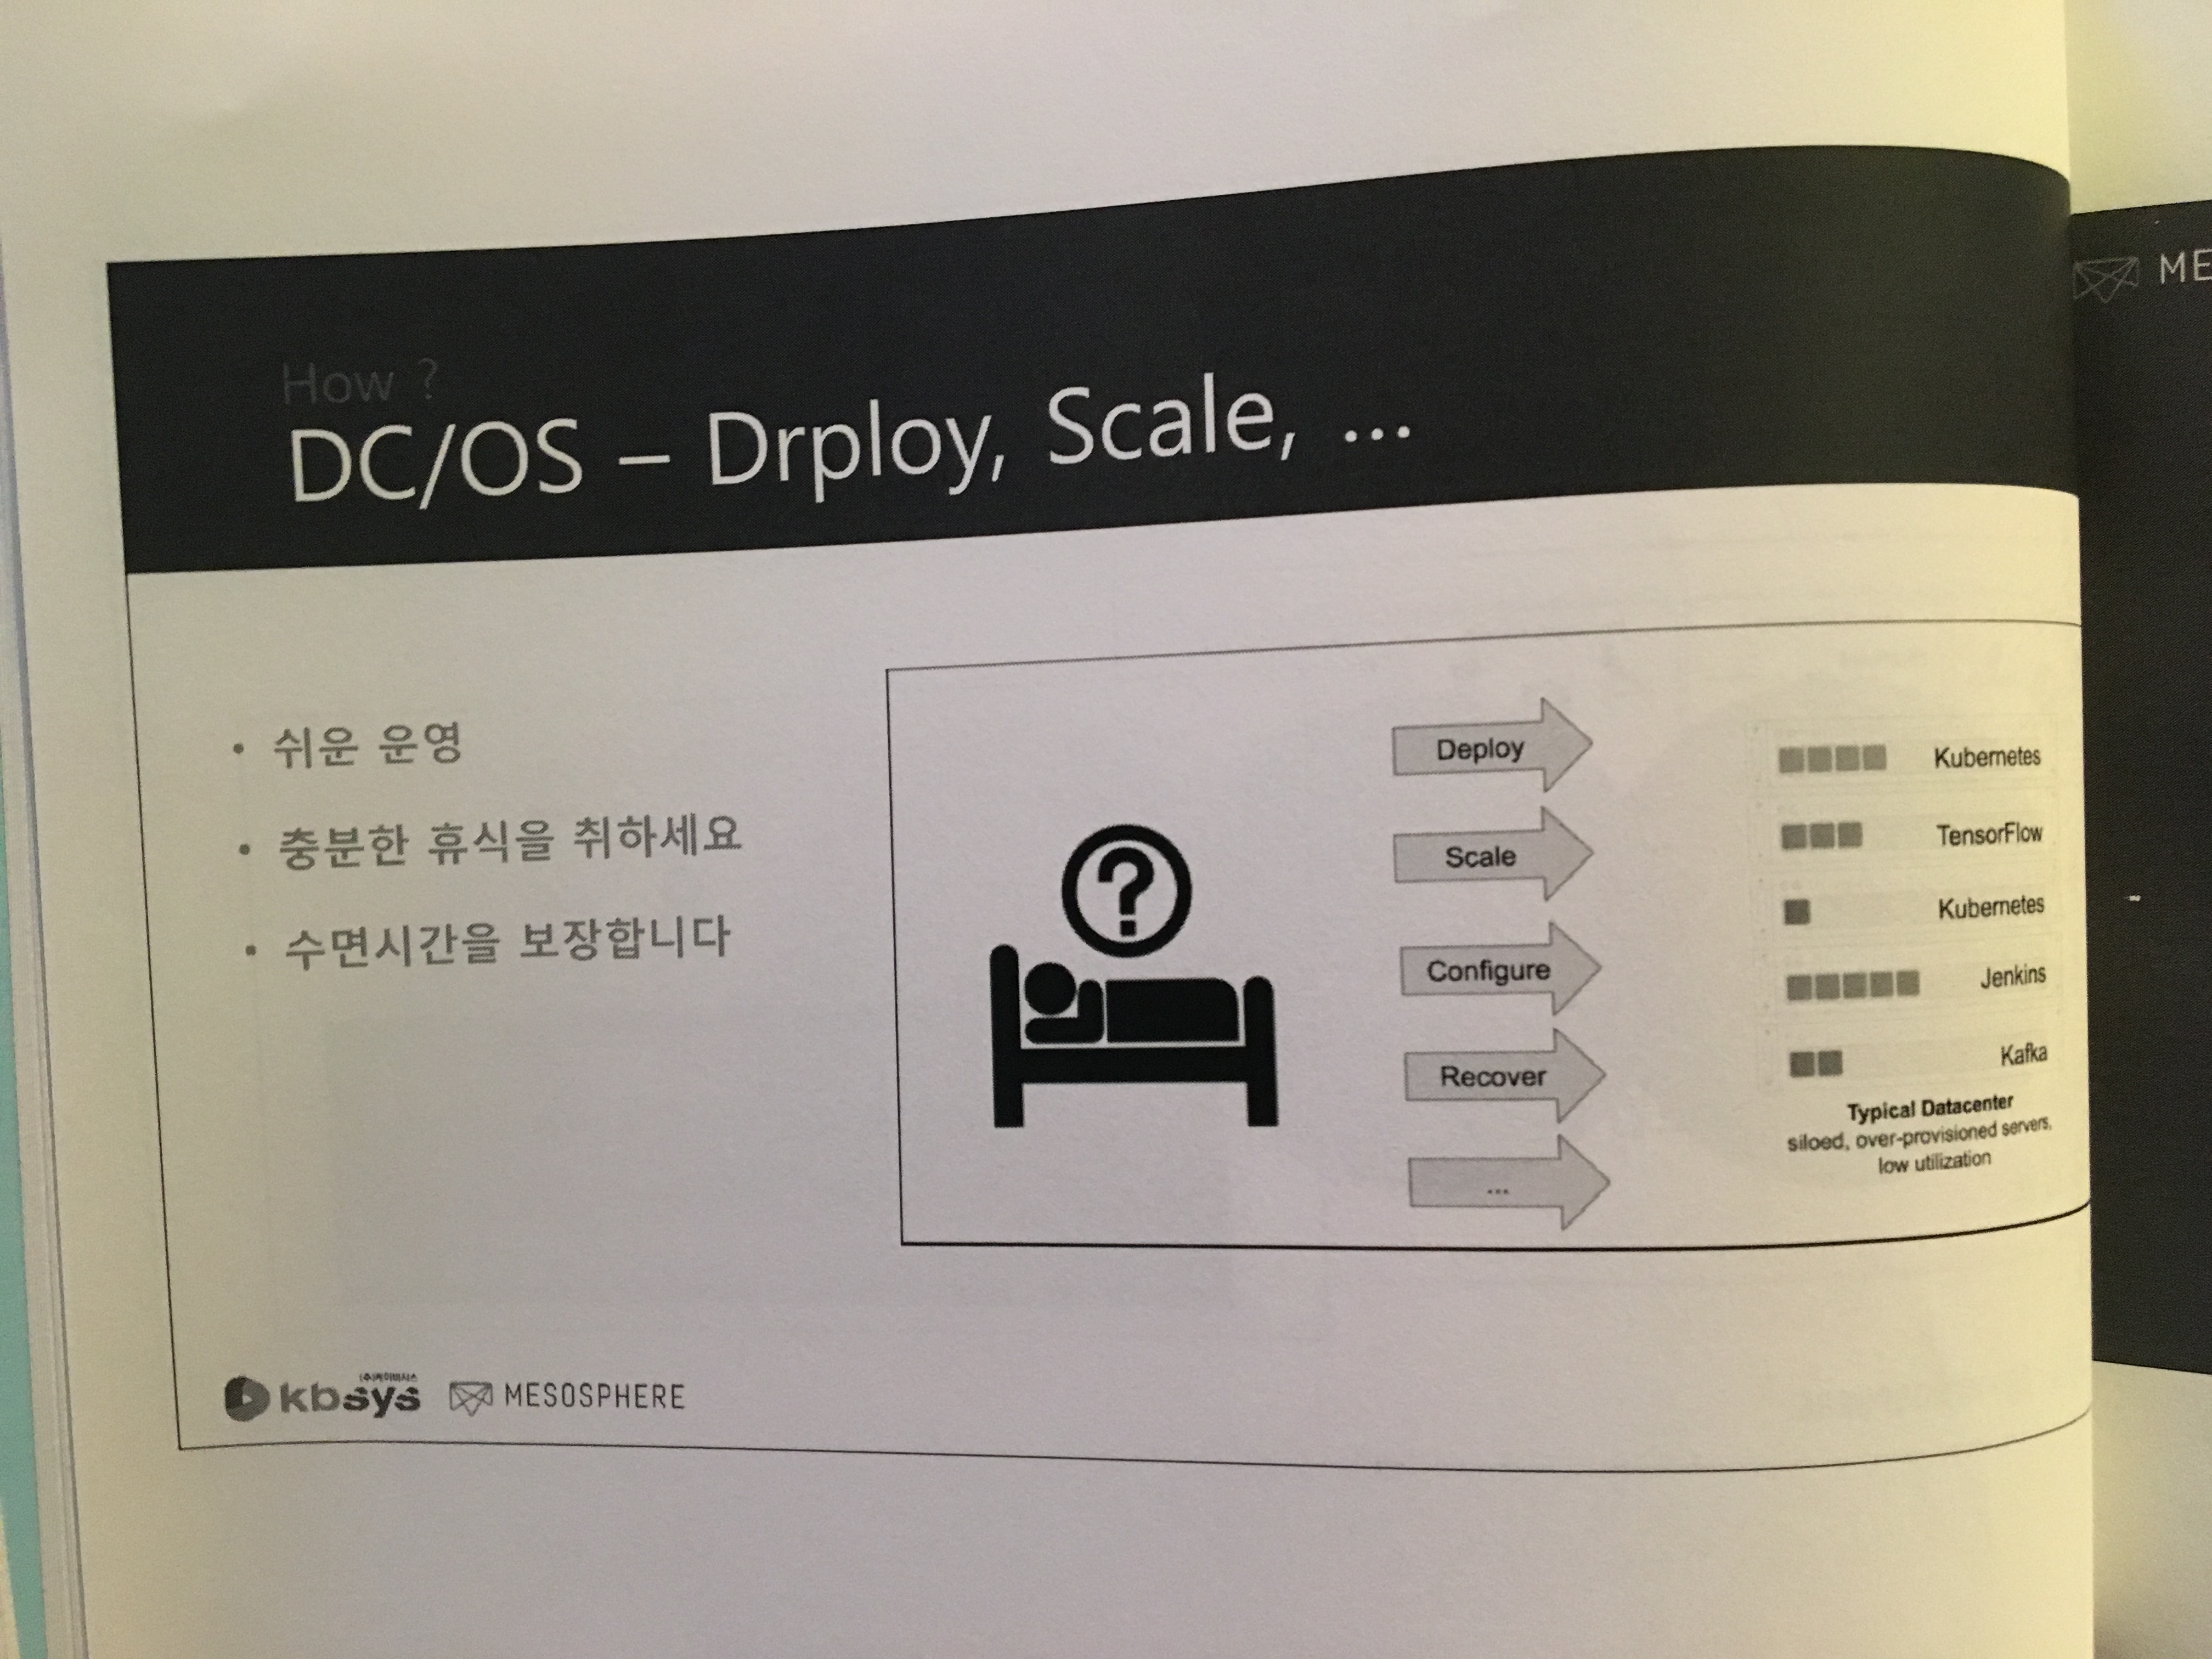 How ?
DC/OS – Drploy, Scale, ...
• 쉬운 운영
• 충분한 휴식을 취하세요
• 수면시간을 보장합니다
?
Deploy
Scale
Configure
Recover
...
Kubernetes
TensorFlow
Kubernetes
Jenkins
Kafka
Typical Datacenter
siloed, over-provisioned servers,
low utilization
(주)케이비시스
kbsys
MESOSPHERE
ME